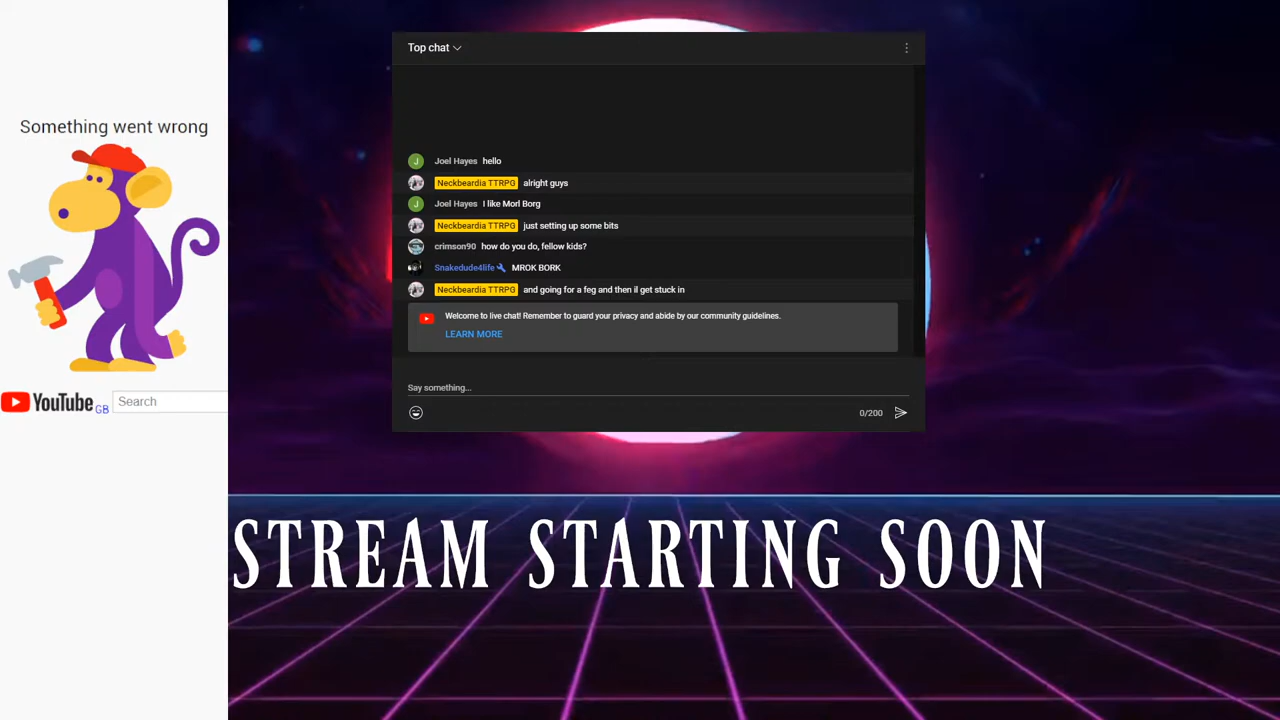 Something went wrong
YouTube GB
Search
Top chat
J Joel Hayes hello
Neckbeardia TTRPG alright guys
J Joel Hayes I like Morl Borg
Neckbeardia TTRPG just setting up some bits
crimson90 how do you do, fellow kids?
Snakedude4life MROK BORK
Neckbeardia TTRPG and going for a feg and then il get stuck in
Welcome to live chat! Remember to guard your privacy and abide by our community guidelines.
LEARN MORE
Say something...
0/200
STREAM STARTING SOON